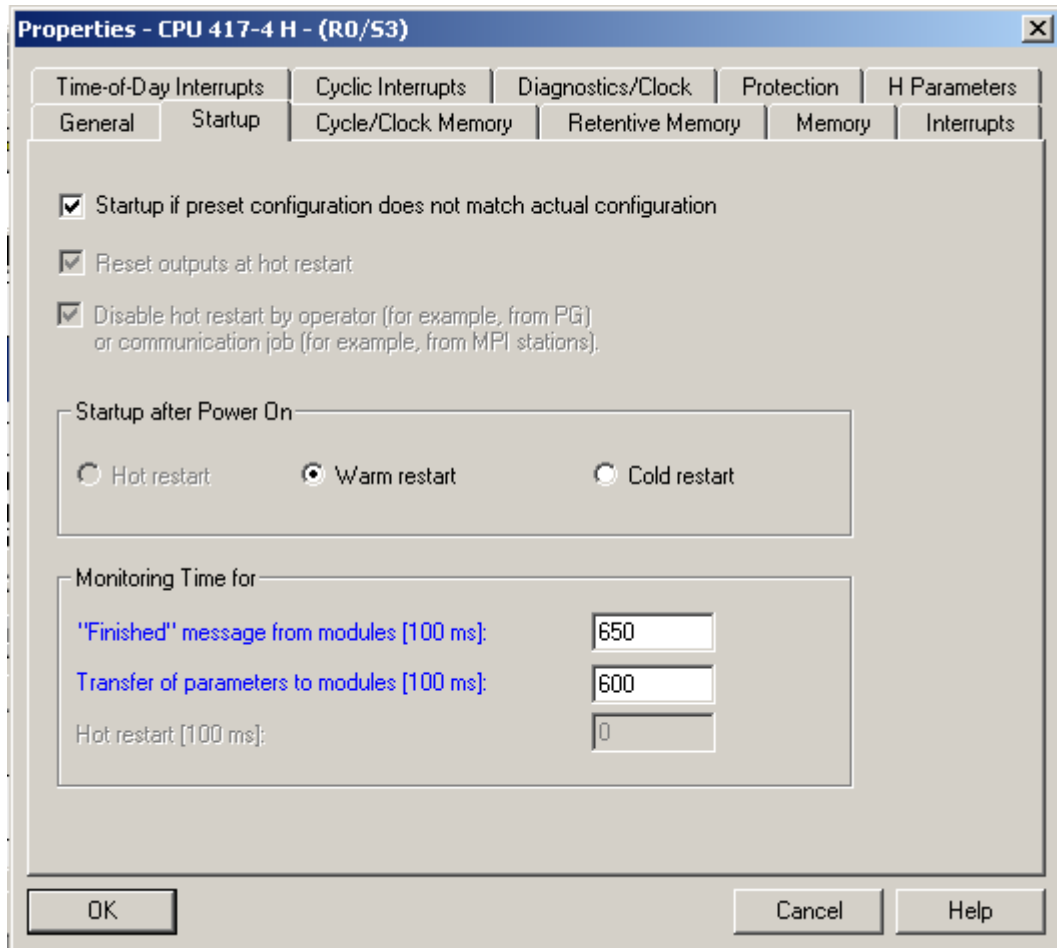 Properties - CPU 417-4 H - (R0/S3)
Time-of-Day Interrupts Cyclic Interrupts Diagnostics/Clock Protection H Parameters
General Startup Cycle/Clock Memory Retentive Memory Memory Interrupts
Startup if preset configuration does not match actual configuration
Reset outputs at hot restart
Disable hot restart by operator (for example, from PG)
or communication job (for example, from MPI stations).
Startup after Power On
Hot restart Warm restart Cold restart
Monitoring Time for
"Finished" message from modules [100 ms]: 650
Transfer of parameters to modules [100 ms]: 600
Hot restart [100 ms]: 0
OK Cancel Help